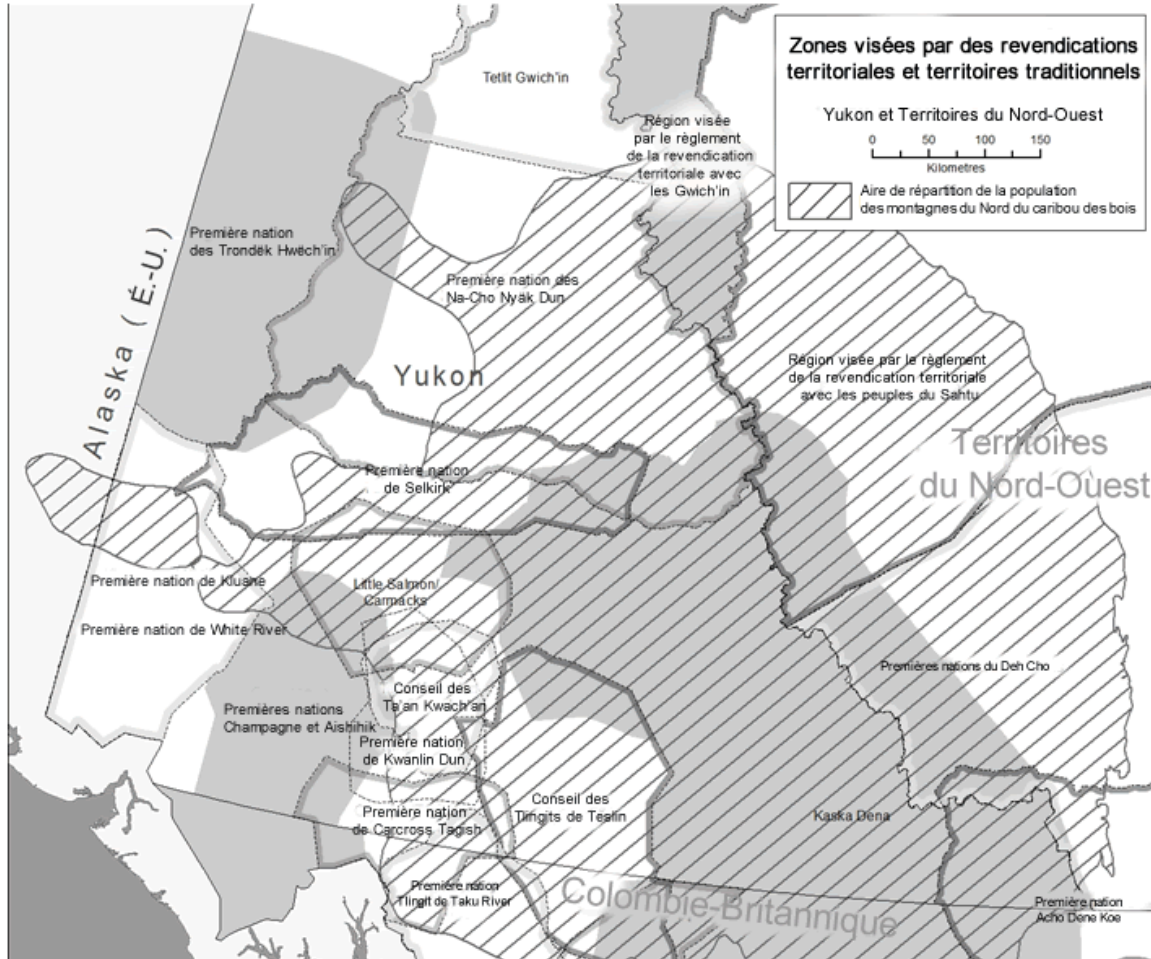 Zones visées par des revendications
territoriales et territoires traditionnels
Yukon et Territoires du Nord-Ouest
0 50 100 150
Kilometres
Aire de répartition de la population
des montagnes du Nord du caribou des bois
Tetlit Gwich'in
Région visée
par le règlement
de la revendication
territoriale avec
les Gwich'in
Première nation
des Trondëk Hwëch'in
Alaska ( É.-U.)
Première nation des
Na-Cho Nyäk Dun
Yukon
Région visée par le règlement
de la revendication territoriale
avec les peuples du Sahtu
Territoires
du Nord-Ouest
Première nation
de Selkirk
Première nation de Kluane
Little Salmon/
Carmacks
Première nation de White River
Premières nations du Deh Cho
Conseil des
Ta'an Kwach'an
Premières nations
Champagne et Aishihik
Première nation
de Kwanlin Dun
Conseil des
Tlingits de Teslin
Première nation
de Carcross Tagish
Kaska Dena
Première nation
Tlingit de Taku River
Colombie-Britannique
Première nation
Acho Dene Koe